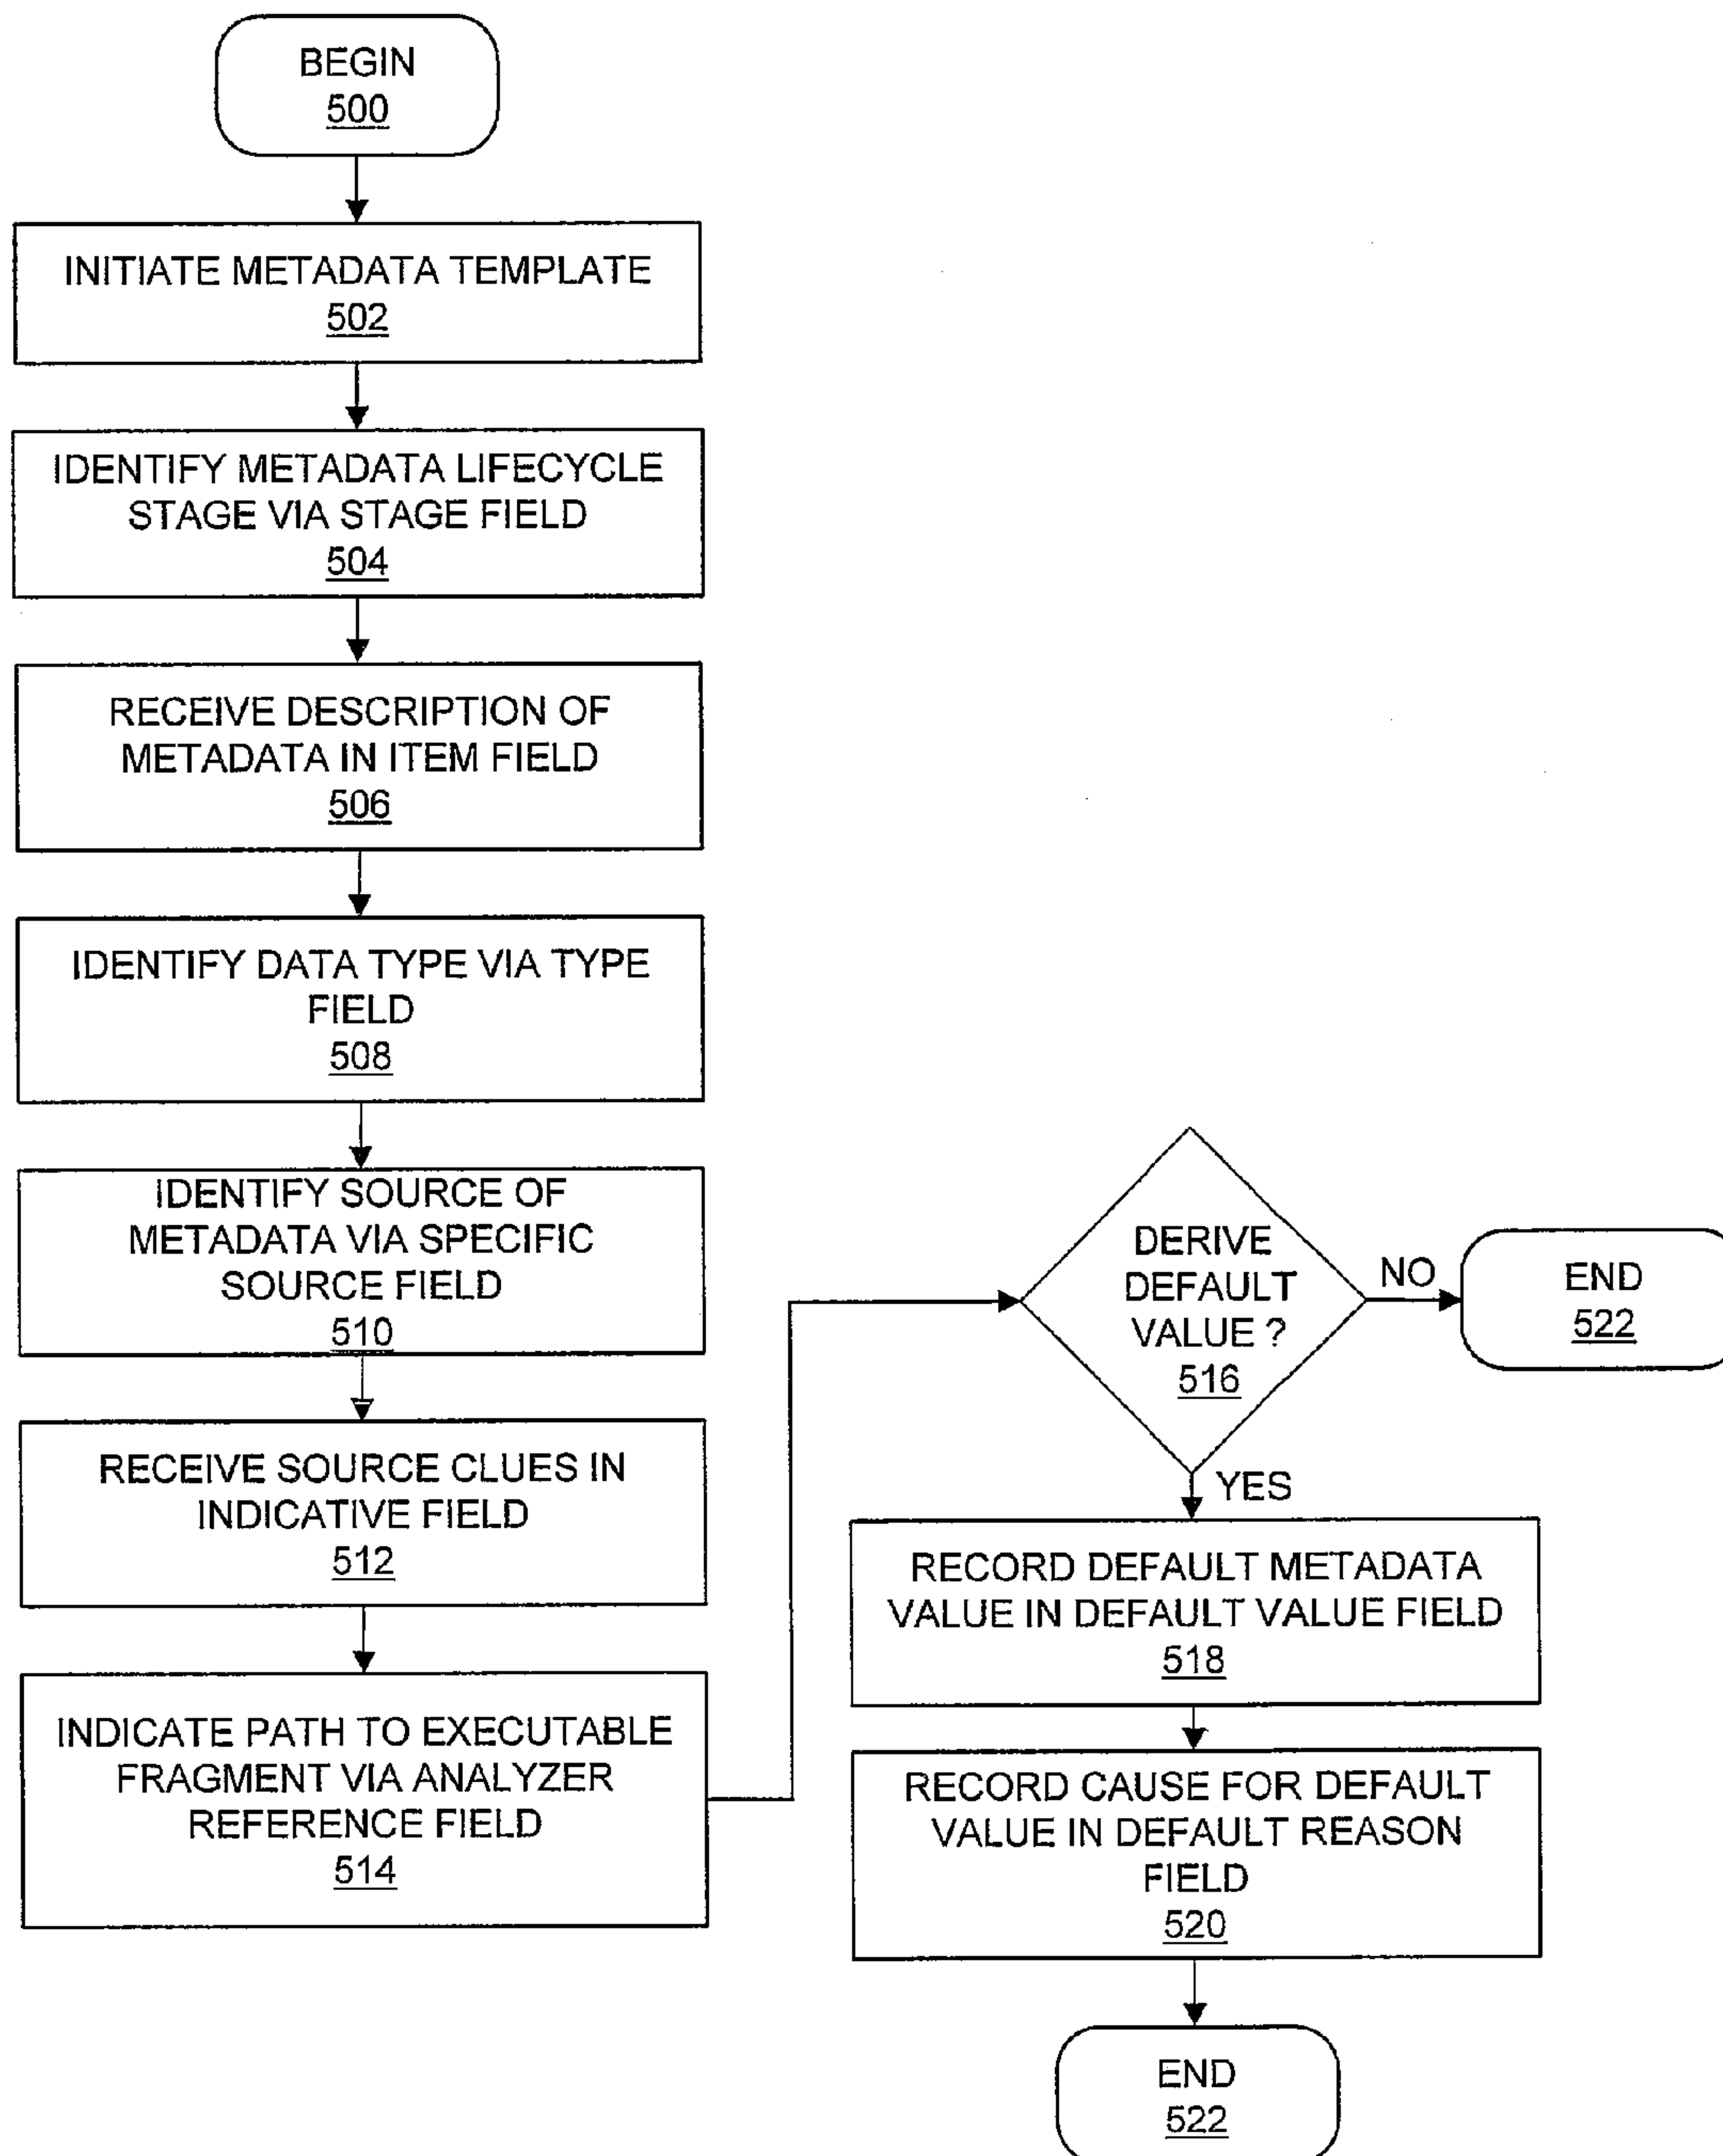 BEGIN
500
INITIATE METADATA TEMPLATE
502
IDENTIFY METADATA LIFECYCLE
STAGE VIA STAGE FIELD
504
RECEIVE DESCRIPTION OF
METADATA IN ITEM FIELD
506
IDENTIFY DATA TYPE VIA TYPE
FIELD
508
IDENTIFY SOURCE OF
METADATA VIA SPECIFIC
SOURCE FIELD
510
RECEIVE SOURCE CLUES IN
INDICATIVE FIELD
512
INDICATE PATH TO EXECUTABLE
FRAGMENT VIA ANALYZER
REFERENCE FIELD
514
DERIVE
DEFAULT
VALUE ?
516
NO
END
522
YES
RECORD DEFAULT METADATA
VALUE IN DEFAULT VALUE FIELD
518
RECORD CAUSE FOR DEFAULT
VALUE IN DEFAULT REASON
FIELD
520
END
522